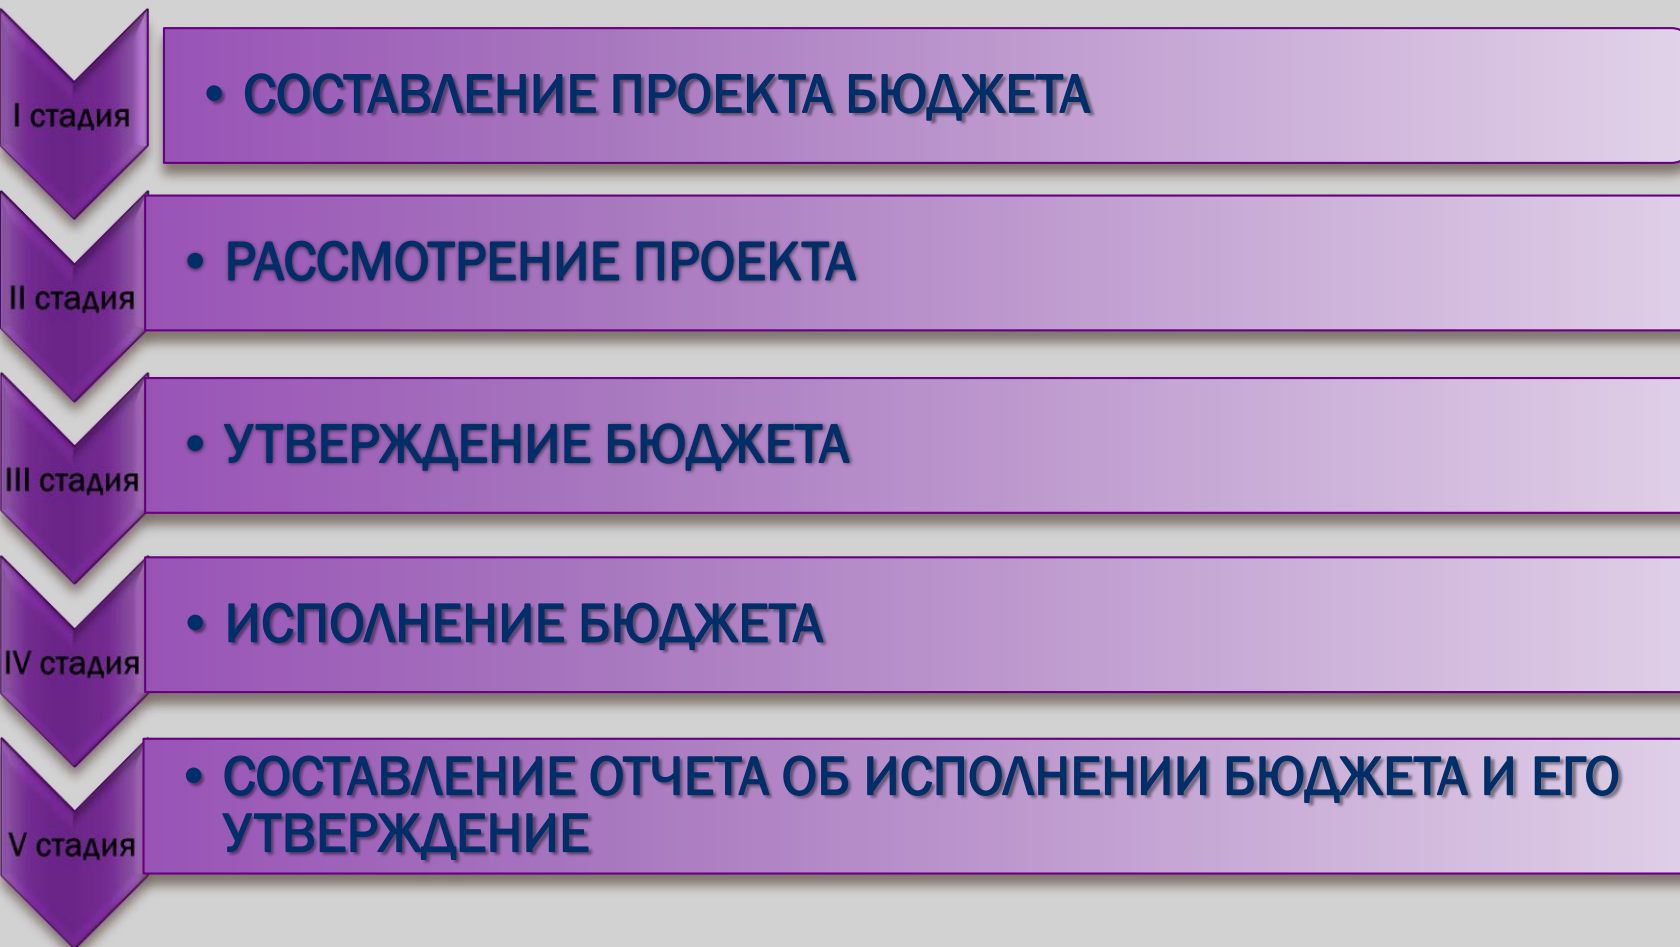 I стадия
• СОСТАВЛЕНИЕ ПРОЕКТА БЮДЖЕТА
II стадия
• РАССМОТРЕНИЕ ПРОЕКТА
III стадия
• УТВЕРЖДЕНИЕ БЮДЖЕТА
IV стадия
• ИСПОЛНЕНИЕ БЮДЖЕТА
V стадия
• СОСТАВЛЕНИЕ ОТЧЕТА ОБ ИСПОЛНЕНИИ БЮДЖЕТА И ЕГО
УТВЕРЖДЕНИЕ